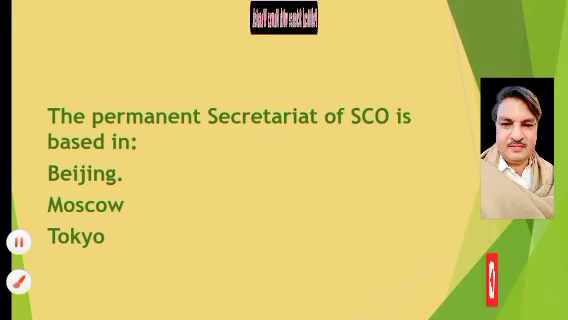 The permanent Secretariat of SCO is
based in:
Beijing.
Moscow
Tokyo